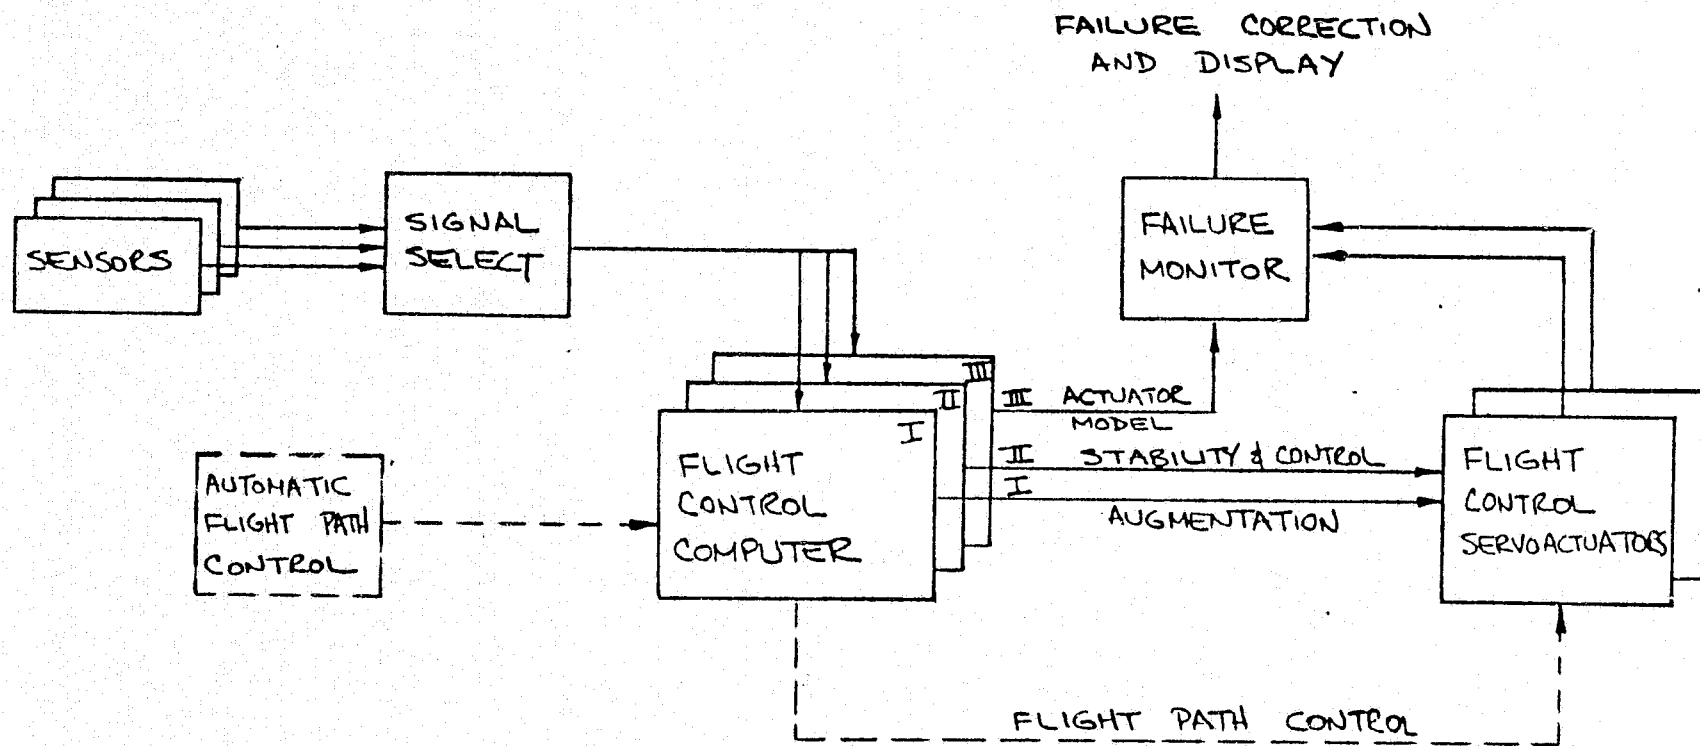 FAILURE CORRECTION
AND DISPLAY
SENSORS
SIGNAL
SELECT
FAILURE
MONITOR
III
II
I
FLIGHT
CONTROL
COMPUTER
III ACTUATOR
MODEL
II STABILITY & CONTROL
I
AUGMENTATION
FLIGHT
CONTROL
SERVOACTUATORS
AUTOMATIC
FLIGHT PATH
CONTROL
FLIGHT PATH CONTROL